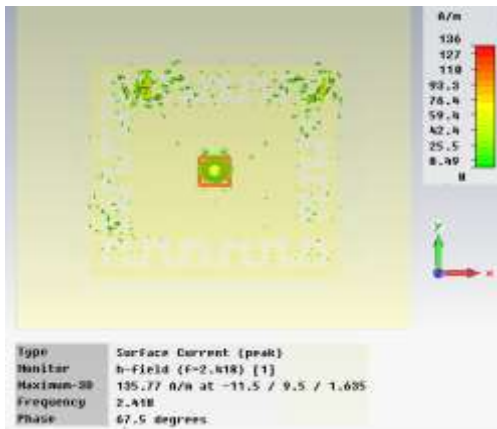 A/m
136
127
110
93.3
76.4
59.4
42.4
25.5
8.49
0
y
x
Type Surface Current (peak)
Monitor h-field (f=2.418) [1]
Maximum-3D 135.77 A/m at -11.5 / 9.5 / 1.635
Frequency 2.418
Phase 67.5 degrees